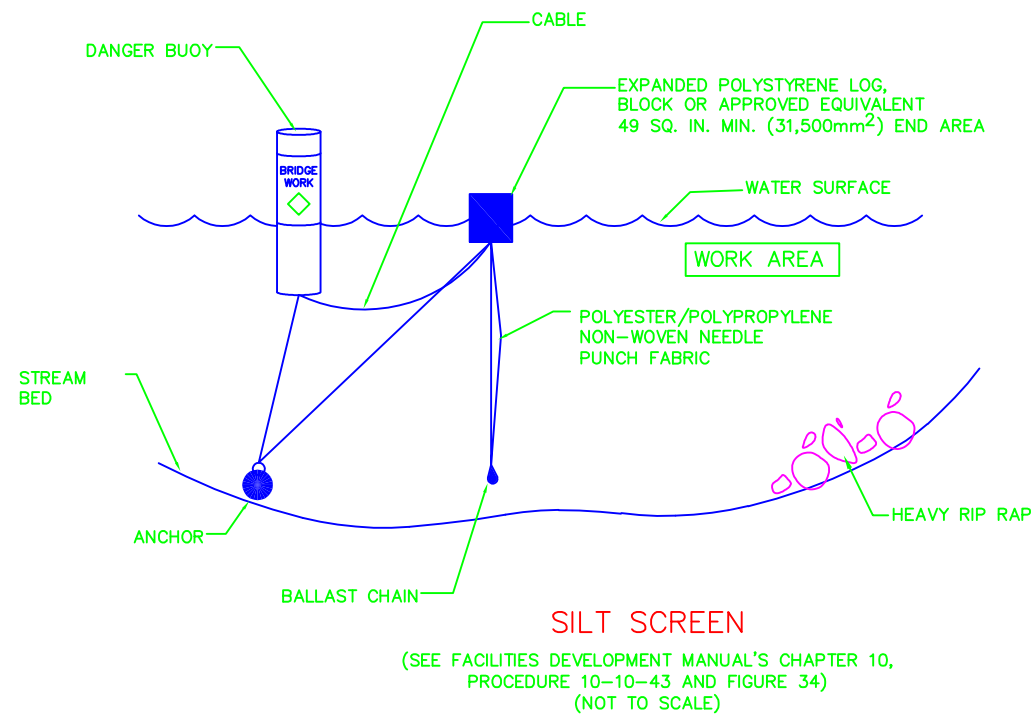 CABLE
DANGER BUOY
EXPANDED POLYSTYRENE LOG,
BLOCK OR APPROVED EQUIVALENT
49 SQ. IN. MIN. (31,500mm²) END AREA
BRIDGE
WORK
WATER SURFACE
WORK AREA
POLYESTER/POLYPROPYLENE
NON-WOVEN NEEDLE
PUNCH FABRIC
STREAM
BED
HEAVY RIP RAP
ANCHOR
BALLAST CHAIN
SILT SCREEN
(SEE FACILITIES DEVELOPMENT MANUAL'S CHAPTER 10,
PROCEDURE 10-10-43 AND FIGURE 34)
(NOT TO SCALE)